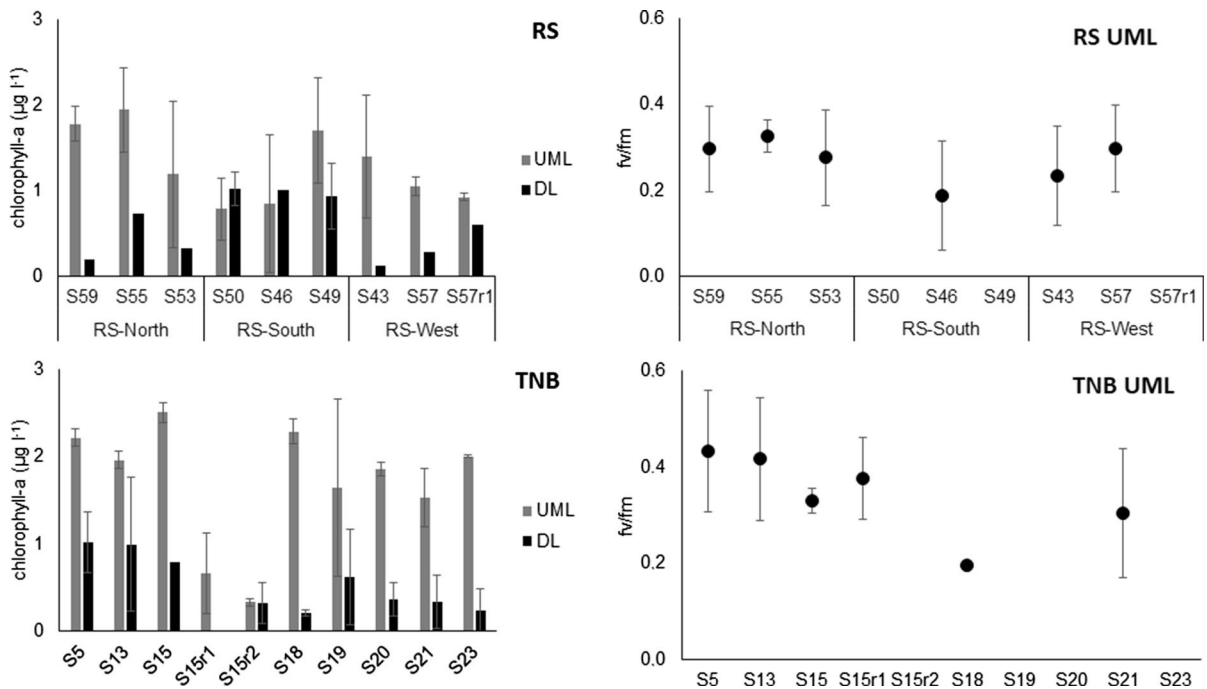 RS
chlorophyll-a (µg l-1)
3
2
1
0
UML
DL
S59 S55 S53 S50 S46 S49 S43 S57 S57r1
RS-North RS-South RS-West
RS UML
fv/fm
0.6
0.4
0.2
0.0
S59 S55 S53 S50 S46 S49 S43 S57 S57r1
RS-North RS-South RS-West
TNB
chlorophyll-a (µg l-1)
3
2
1
0
UML
DL
S5 S13 S15 S15r1 S15r2 S18 S19 S20 S21 S23
TNB UML
fv/fm
0.6
0.4
0.2
0.0
S5 S13 S15 S15r1 S15r2 S18 S19 S20 S21 S23